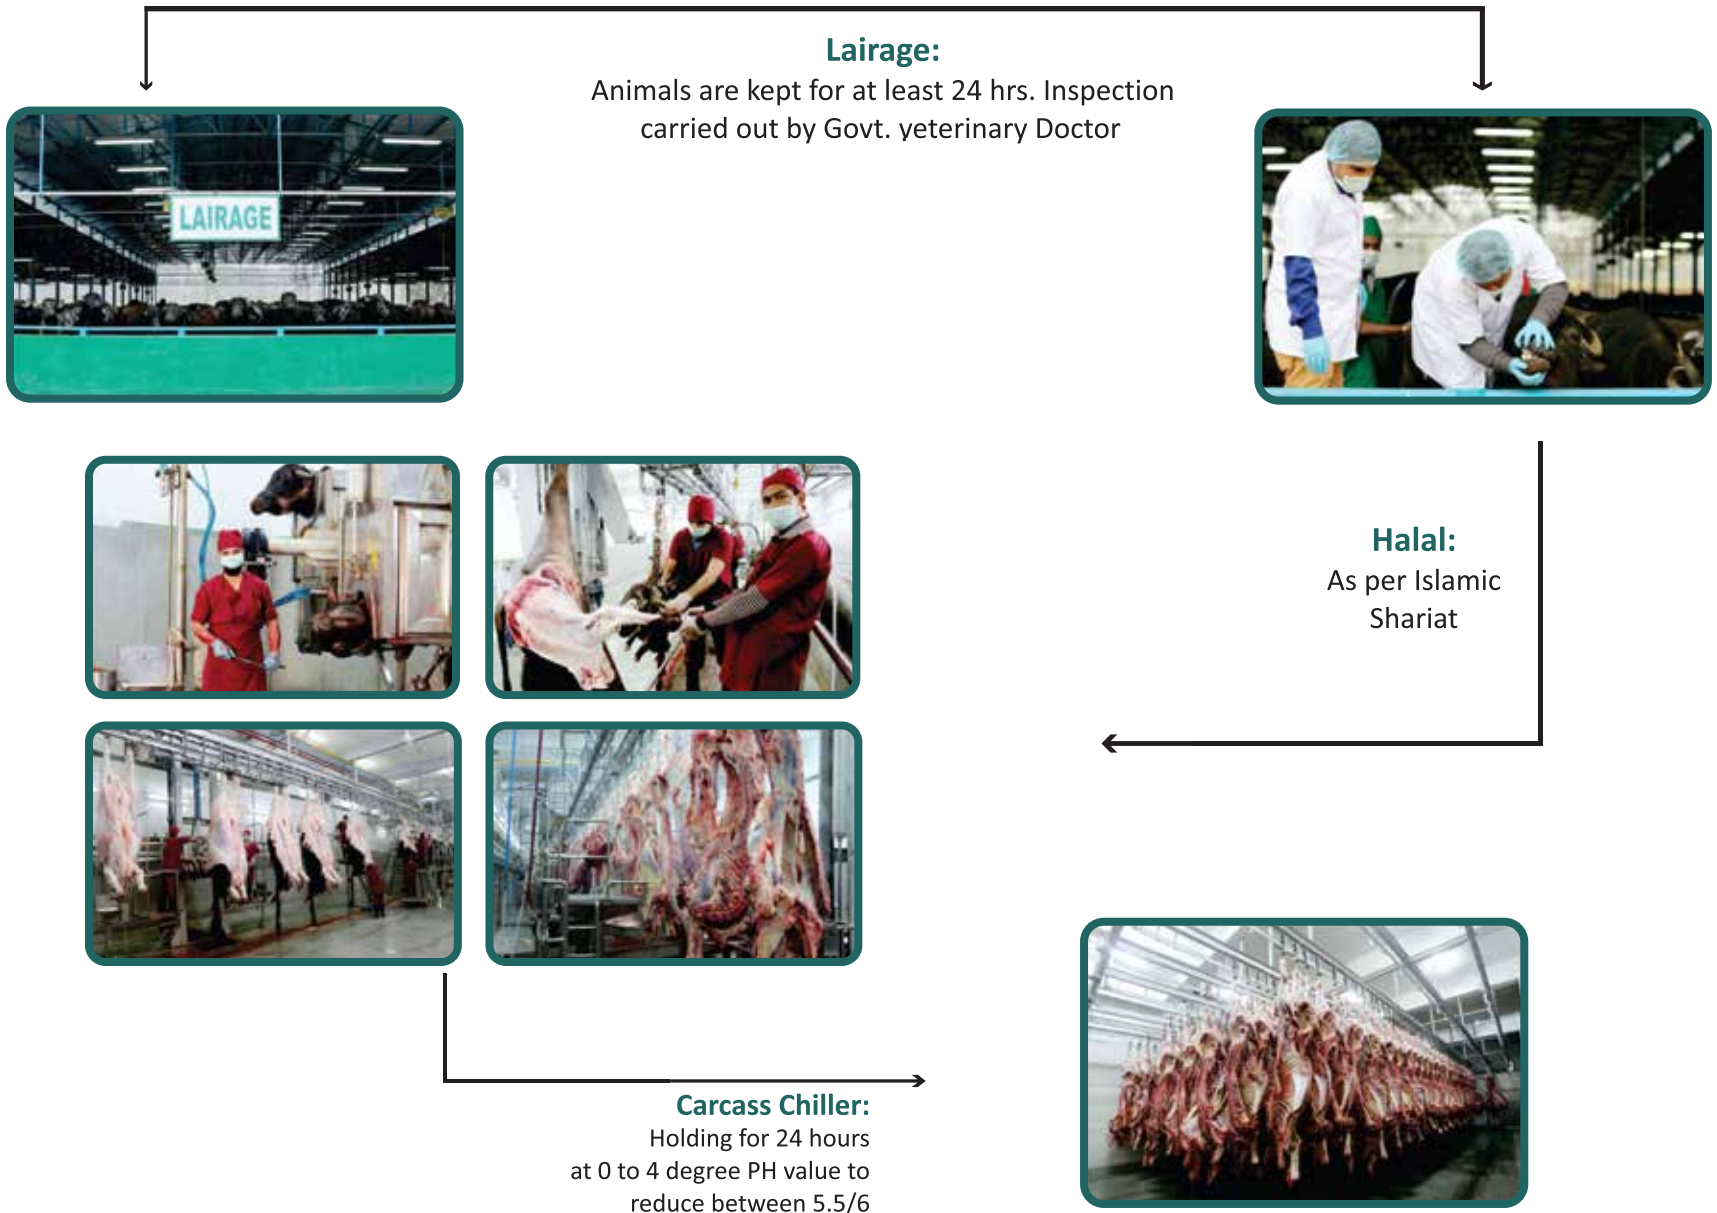 Lairage:
Animals are kept for at least 24 hrs. Inspection
carried out by Govt. veterinary Doctor
LAIRAGE
Halal:
As per Islamic
Shariat
Carcass Chiller:
Holding for 24 hours
at 0 to 4 degree PH value to
reduce between 5.5/6